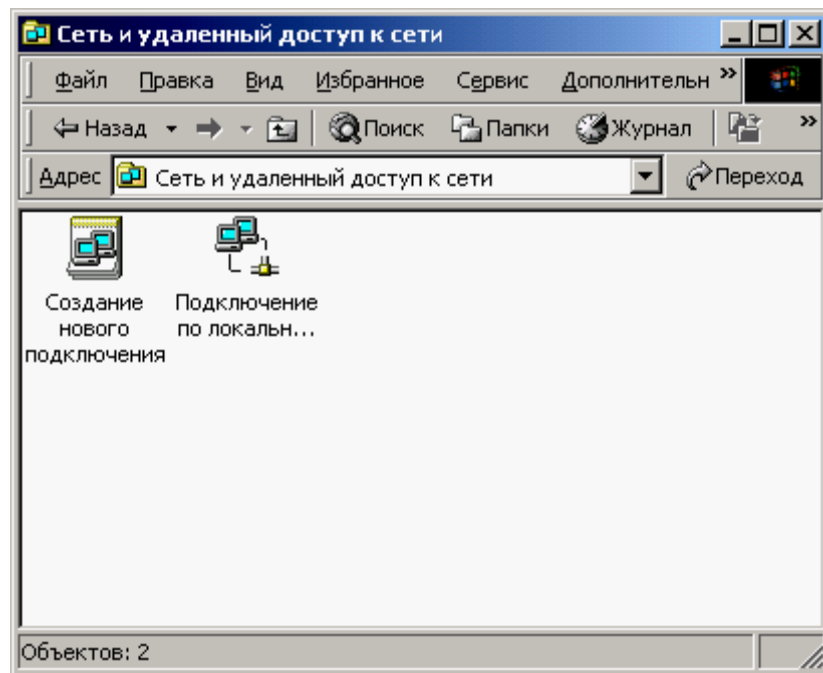 Сеть и удаленный доступ к сети
Файл Правка Вид Избранное Сервис Дополнительн »
Назад Поиск Папки Журнал »
Адрес Сеть и удаленный доступ к сети Переход
Создание
нового
подключения
Подключение
по локальн...
Объектов: 2